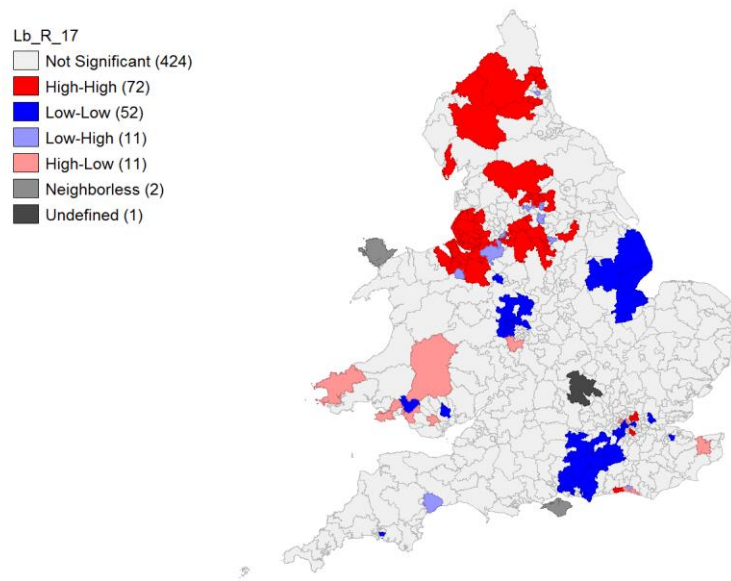 Lb_R_17
Not Significant (424)
High-High (72)
Low-Low (52)
Low-High (11)
High-Low (11)
Neighborless (2)
Undefined (1)